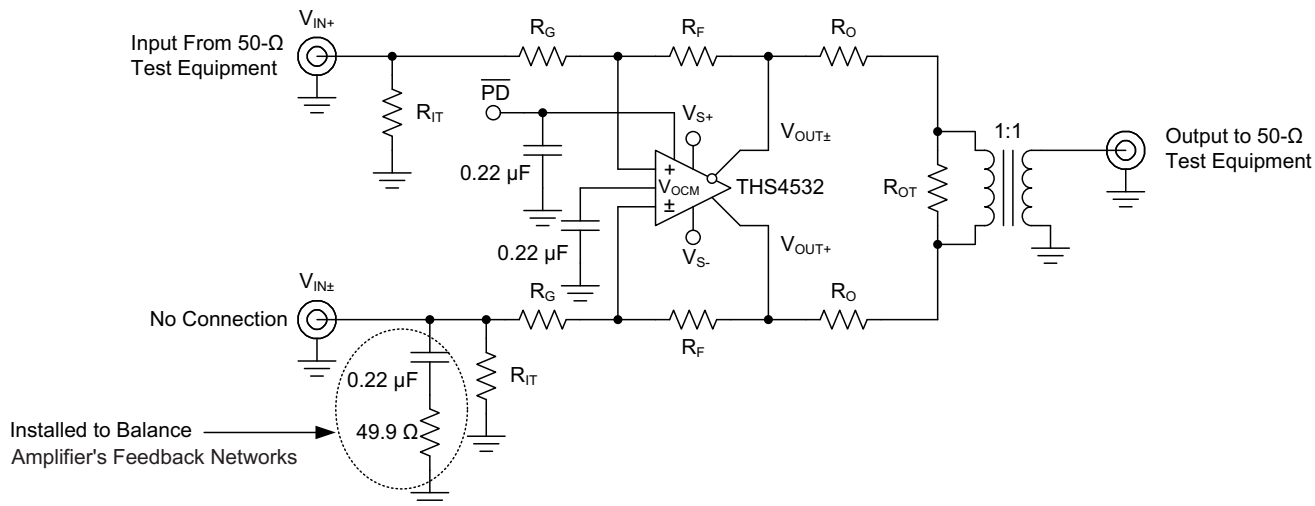 V_IN+
Input From 50-Ω
Test Equipment
R_G
R_F
R_O
R_IT
PD
V_S+
V_OUT±
1:1
Output to 50-Ω
Test Equipment
0.22 µF
+
V_OCM
±
THS4532
R_OT
0.22 µF
V_S-
V_OUT+
V_IN±
No Connection
R_G
R_F
R_O
0.22 µF
R_IT
49.9 Ω
Installed to Balance
Amplifier's Feedback Networks